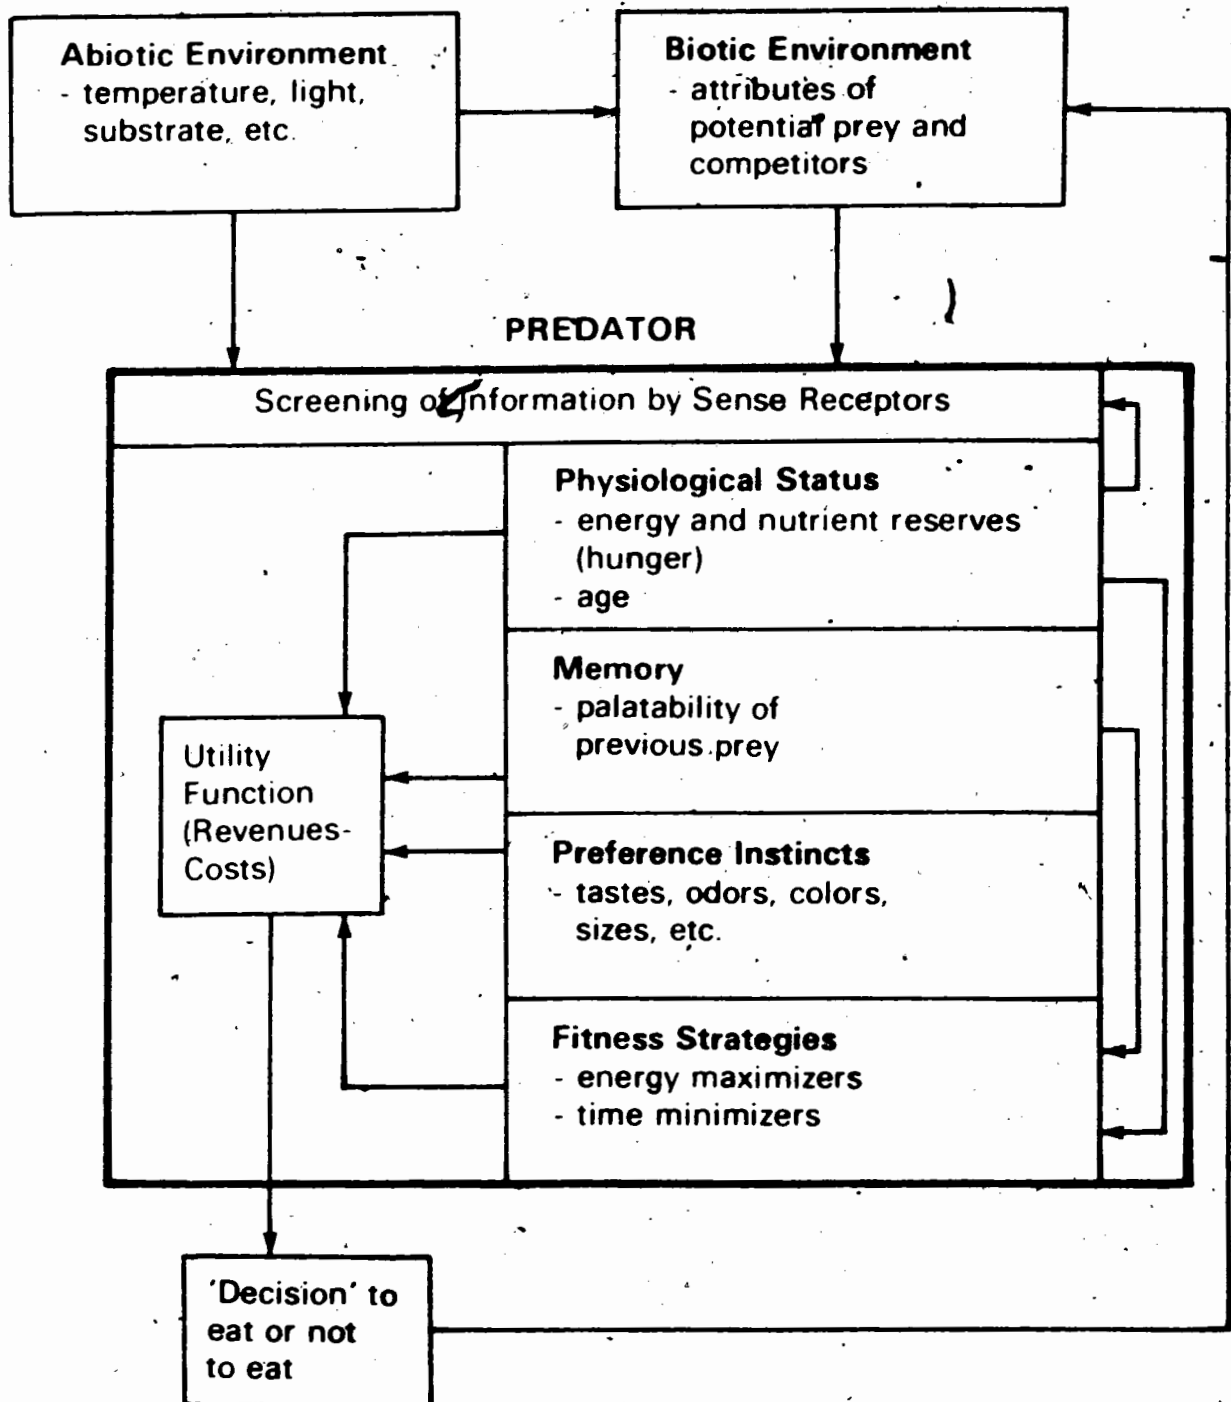 Abiotic Environment
- temperature, light,
substrate, etc.
Biotic Environment
- attributes of
potential prey and
competitors
PREDATOR
Screening of Information by Sense Receptors
Physiological Status
- energy and nutrient reserves
(hunger)
- age
Memory
- palatability of
previous prey
Utility
Function
(Revenues-
Costs)
Preference Instincts
- tastes, odors, colors,
sizes, etc.
Fitness Strategies
- energy maximizers
- time minimizers
'Decision' to
eat or not
to eat